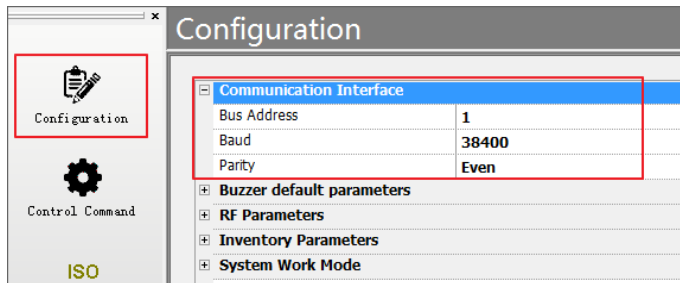 x
Configuration
Configuration
Control Command
ISO
Communication Interface
Bus Address 1
Baud 38400
Parity Even
Buzzer default parameters
RF Parameters
Inventory Parameters
System Work Mode